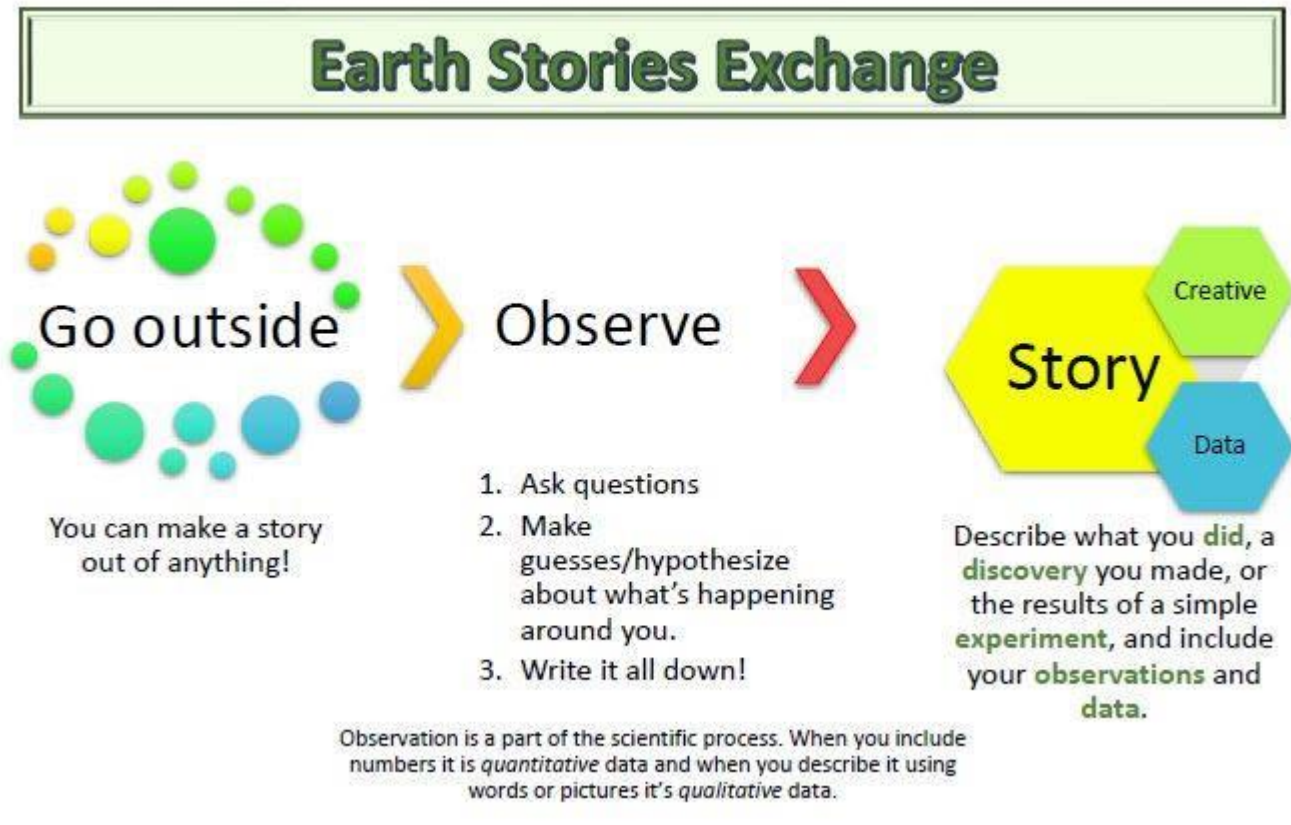 Earth Stories Exchange
Go outside
You can make a story
out of anything!
Observe
1. Ask questions
2. Make
guesses/hypothesize
about what's happening
around you.
3. Write it all down!
Story
Creative
Data
Describe what you did, a
discovery you made, or
the results of a simple
experiment, and include
your observations and
data.
Observation is a part of the scientific process. When you include
numbers it is quantitative data and when you describe it using
words or pictures it's qualitative data.